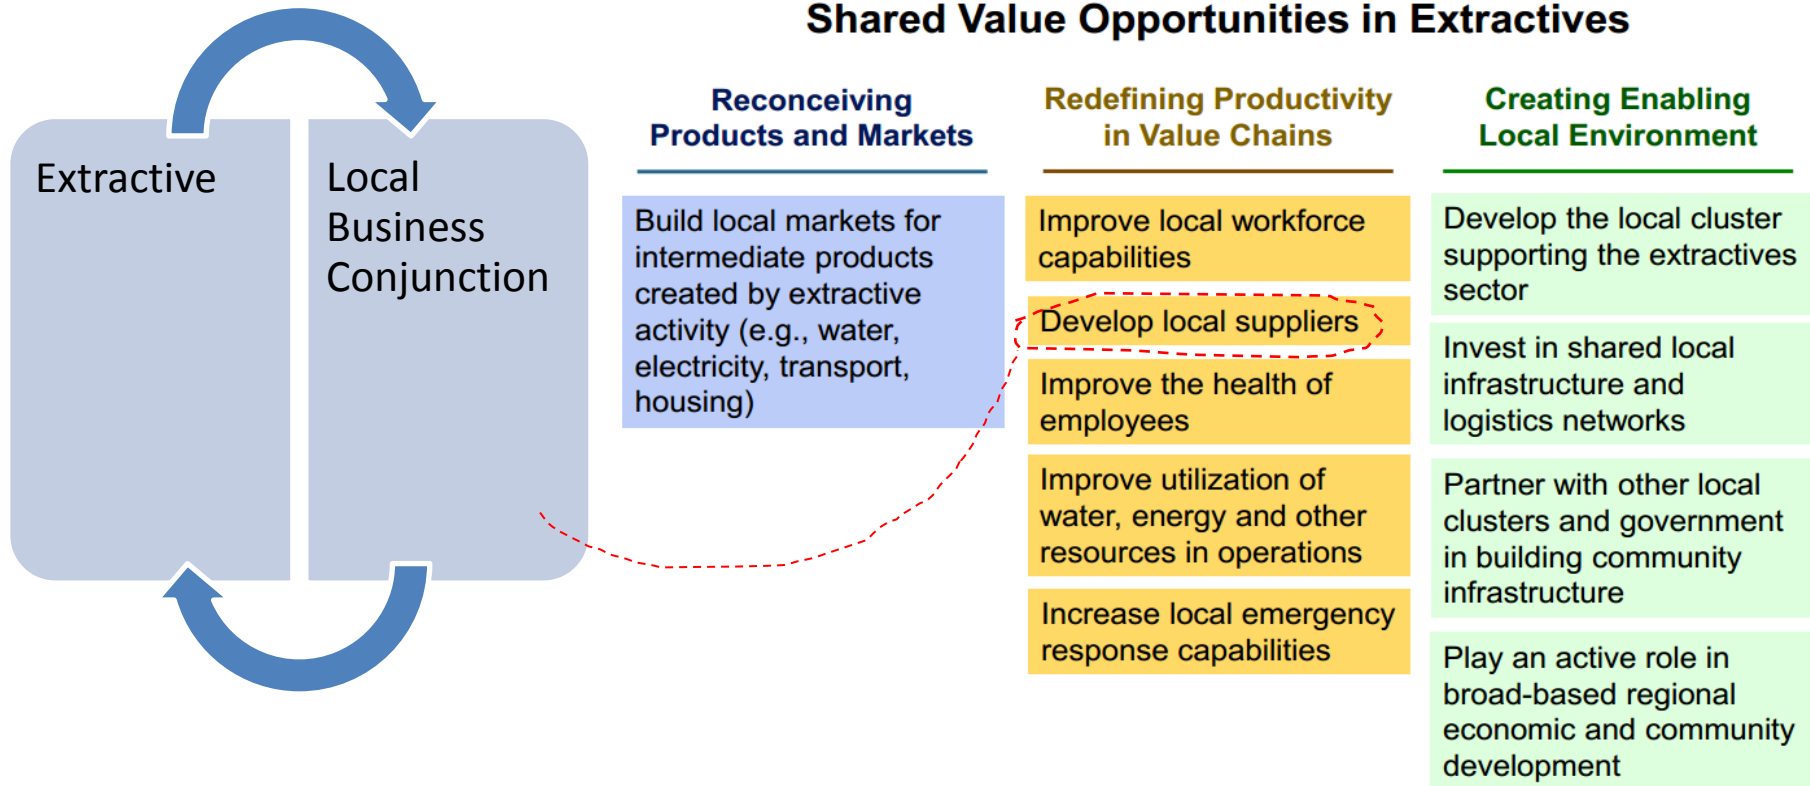 Shared Value Opportunities in Extractives
Extractive
Local
Business
Conjunction
Reconceiving
Products and Markets
Build local markets for
intermediate products
created by extractive
activity (e.g., water,
electricity, transport,
housing)
Redefining Productivity
in Value Chains
Improve local workforce
capabilities
Develop local suppliers
Improve the health of
employees
Improve utilization of
water, energy and other
resources in operations
Increase local emergency
response capabilities
Creating Enabling
Local Environment
Develop the local cluster
supporting the extractives
sector
Invest in shared local
infrastructure and
logistics networks
Partner with other local
clusters and government
in building community
infrastructure
Play an active role in
broad-based regional
economic and community
development